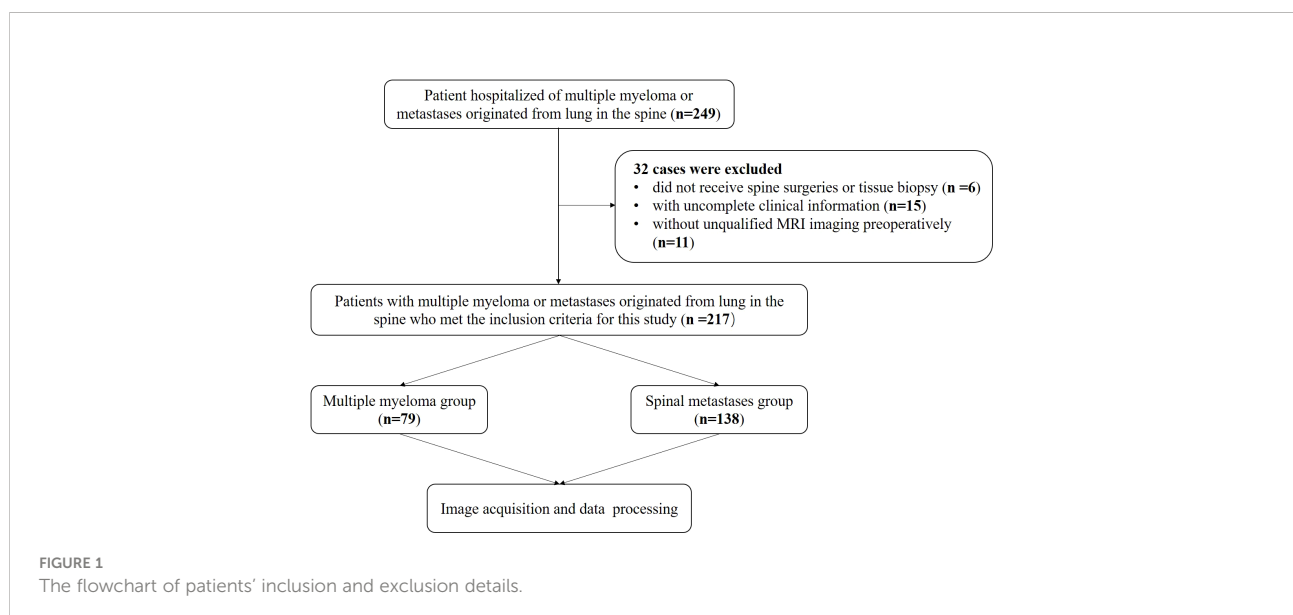 Patient hospitalized of multiple myeloma or
metastases originated from lung in the spine (n=249)
32 cases were excluded
• did not receive spine surgeries or tissue biopsy (n =6)
• with uncomplete clinical information (n=15)
• without unqualified MRI imaging preoperatively
(n=11)
Patients with multiple myeloma or metastases originated from lung in the
spine who met the inclusion criteria for this study (n =217)
Multiple myeloma group
(n=79)
Spinal metastases group
(n=138)
Image acquisition and data processing
FIGURE 1
The flowchart of patients' inclusion and exclusion details.